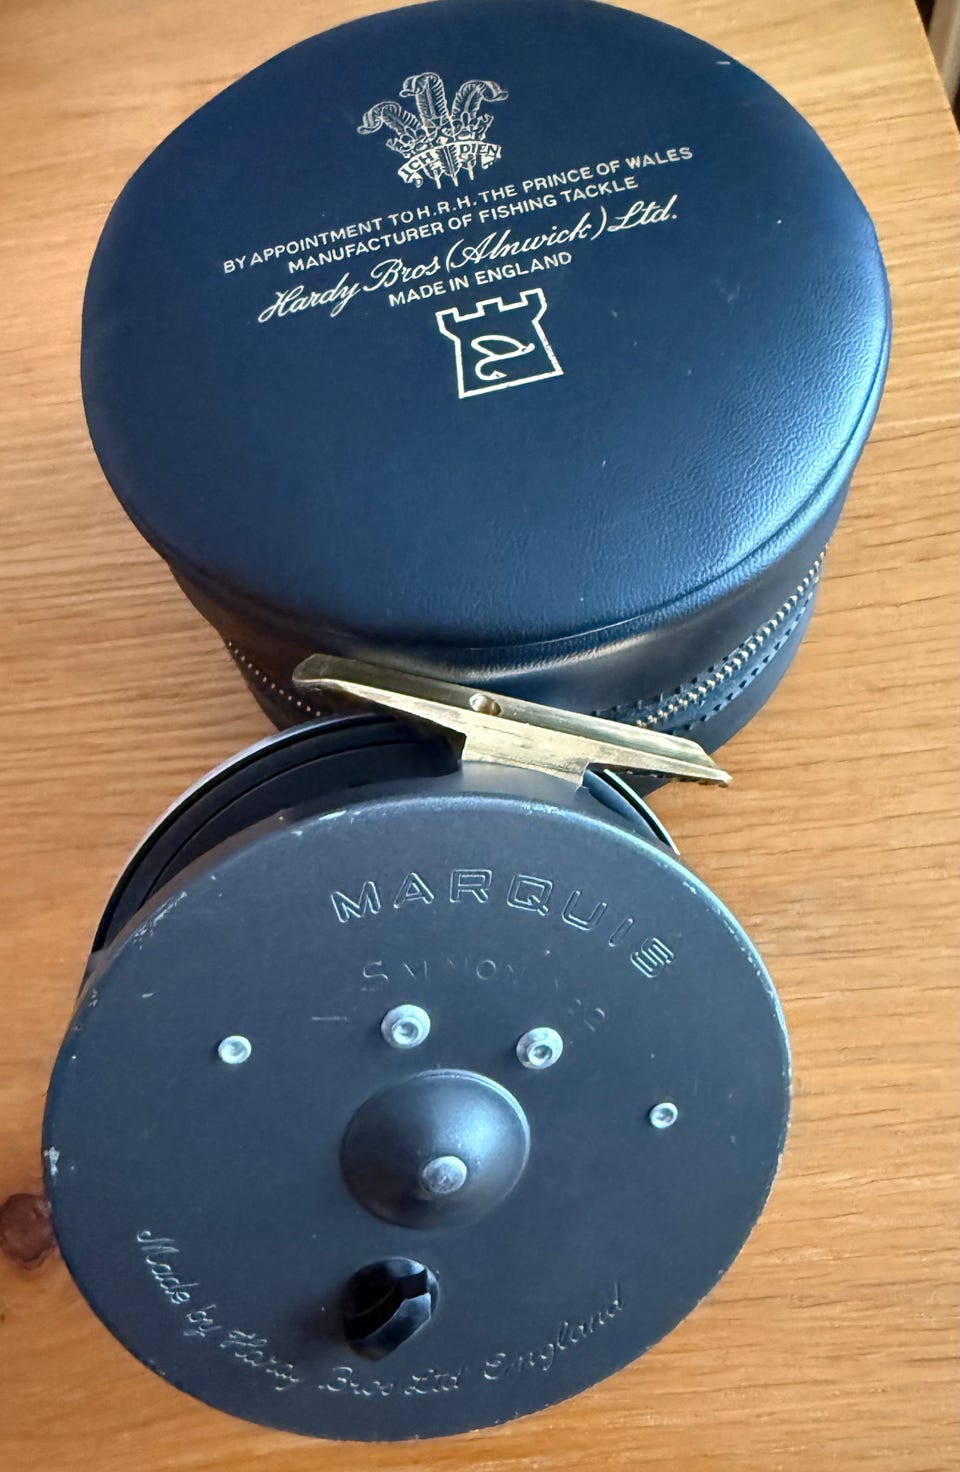 ICH DIEN
BY APPOINTMENT TO H.R.H. THE PRINCE OF WALES
MANUFACTURER OF FISHING TACKLE
Hardy Bros (Alnwick) Ltd.
MADE IN ENGLAND
MARQUIS
SALMON
Made by Hardy Bros Ltd England